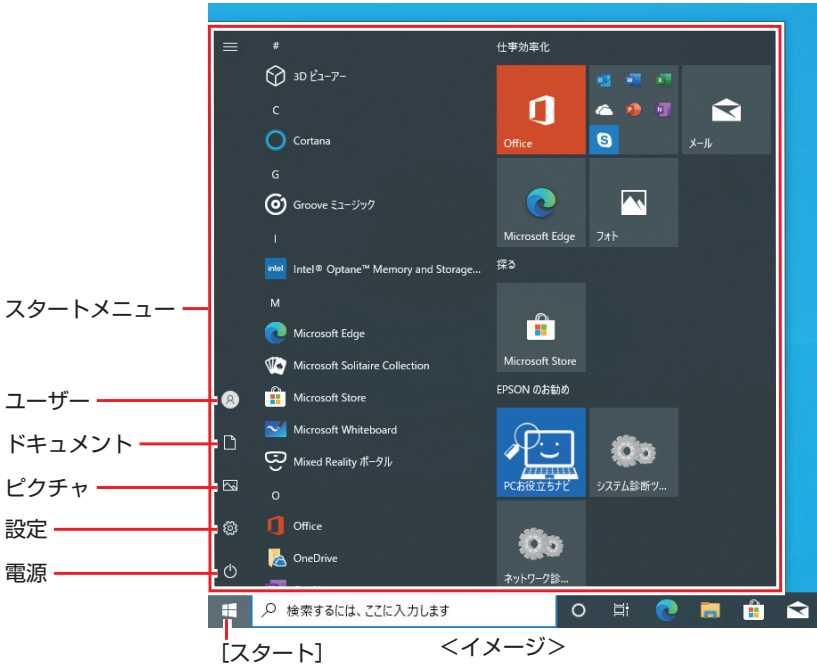 スタートメニュー
ユーザー
ドキュメント
ピクチャ
設定
電源
#
3D ビューアー
C
Cortana
G
Groove ミュージック
I
intel Intel® Optane™ Memory and Storage...
M
Microsoft Edge
Microsoft Solitaire Collection
Microsoft Store
Microsoft Whiteboard
Mixed Reality ポータル
O
Office
OneDrive
仕事効率化
Office
メール
Microsoft Edge
フォト
探る
Microsoft Store
EPSON のお勧め
PCお役立ちナビ
システム診断ツ...
ネットワーク診...
検索するには、ここに入力します
[スタート]
＜イメージ＞